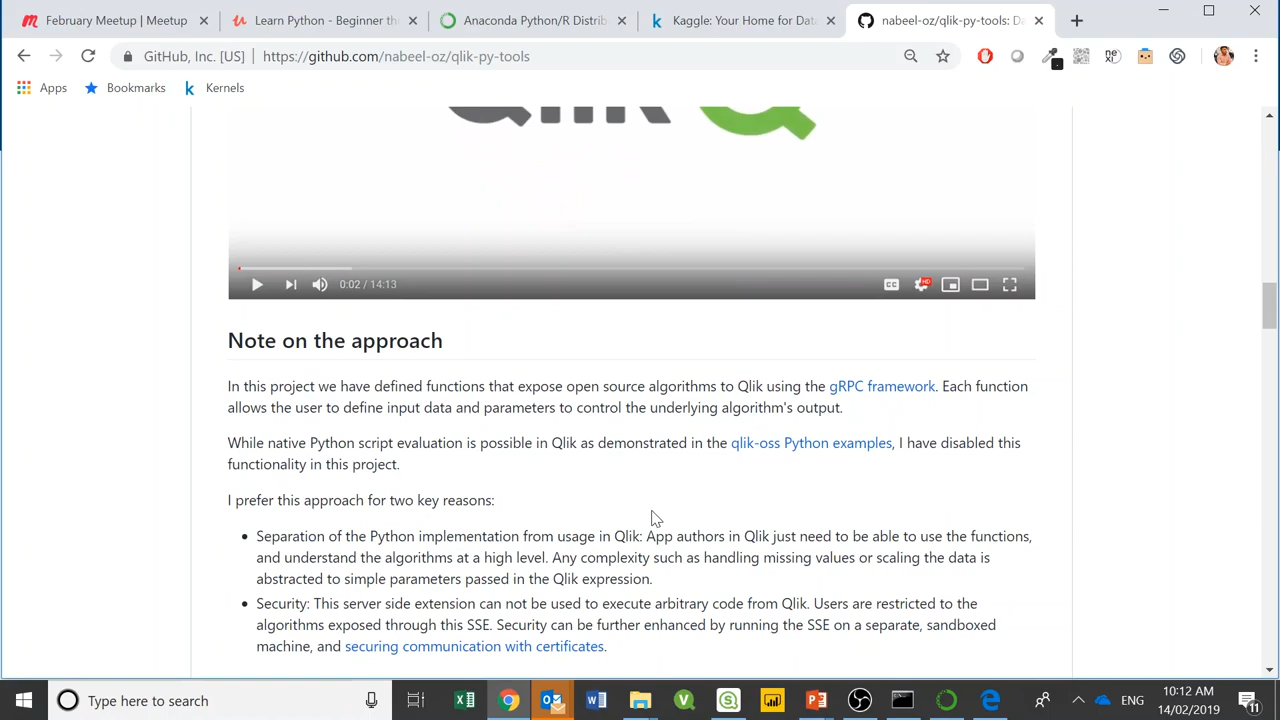 February Meetup | Meetup
Learn Python - Beginner th
Anaconda Python/R Distrib
Kaggle: Your Home for Dat
nabeel-oz/qlik-py-tools: Da
GitHub, Inc. [US]
https://github.com/nabeel-oz/qlik-py-tools
Apps
Bookmarks
Kernels
Qlik
0:02 / 14:13
Note on the approach
In this project we have defined functions that expose open source algorithms to Qlik using the gRPC framework. Each function
allows the user to define input data and parameters to control the underlying algorithm's output.
While native Python script evaluation is possible in Qlik as demonstrated in the qlik-oss Python examples, I have disabled this
functionality in this project.
I prefer this approach for two key reasons:
Separation of the Python implementation from usage in Qlik: App authors in Qlik just need to be able to use the functions,
and understand the algorithms at a high level. Any complexity such as handling missing values or scaling the data is
abstracted to simple parameters passed in the Qlik expression.
Security: This server side extension can not be used to execute arbitrary code from Qlik. Users are restricted to the
algorithms exposed through this SSE. Security can be further enhanced by running the SSE on a separate, sandboxed
machine, and securing communication with certificates.
Type here to search
ENG
10:12 AM
14/02/2019
11